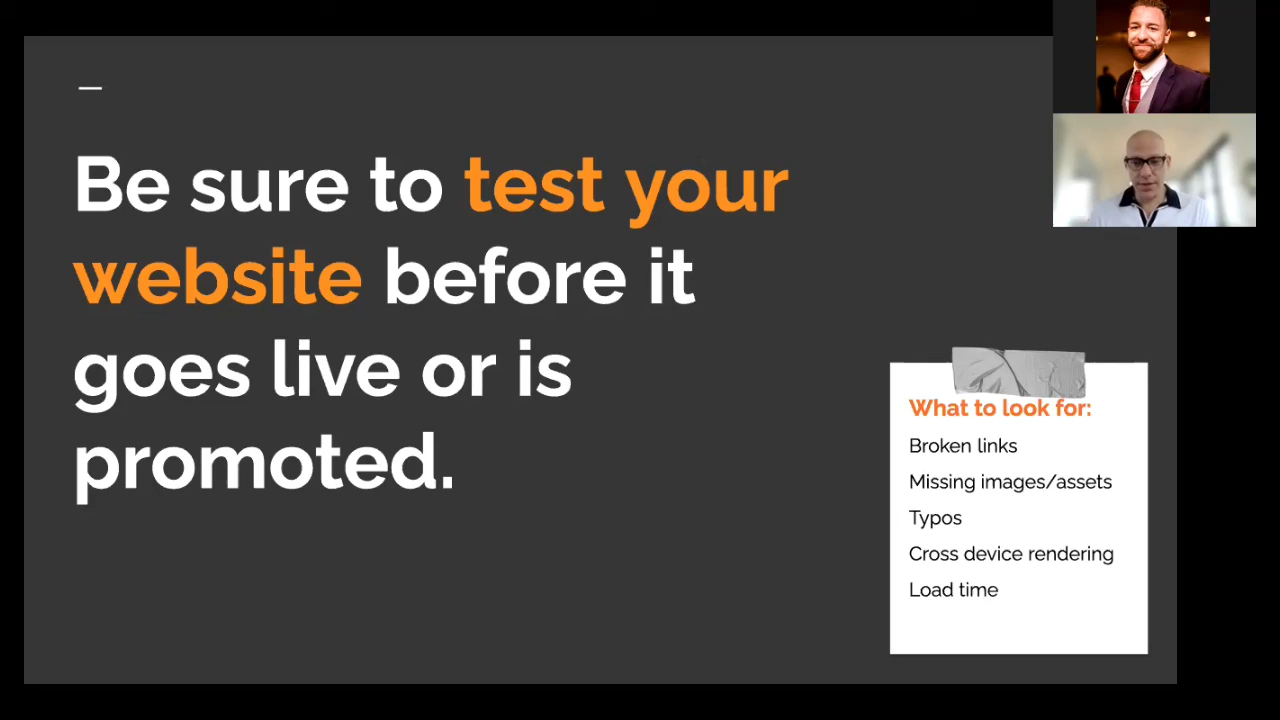 Be sure to test your
website before it
goes live or is
promoted.
What to look for:
Broken links
Missing images/assets
Typos
Cross device rendering
Load time